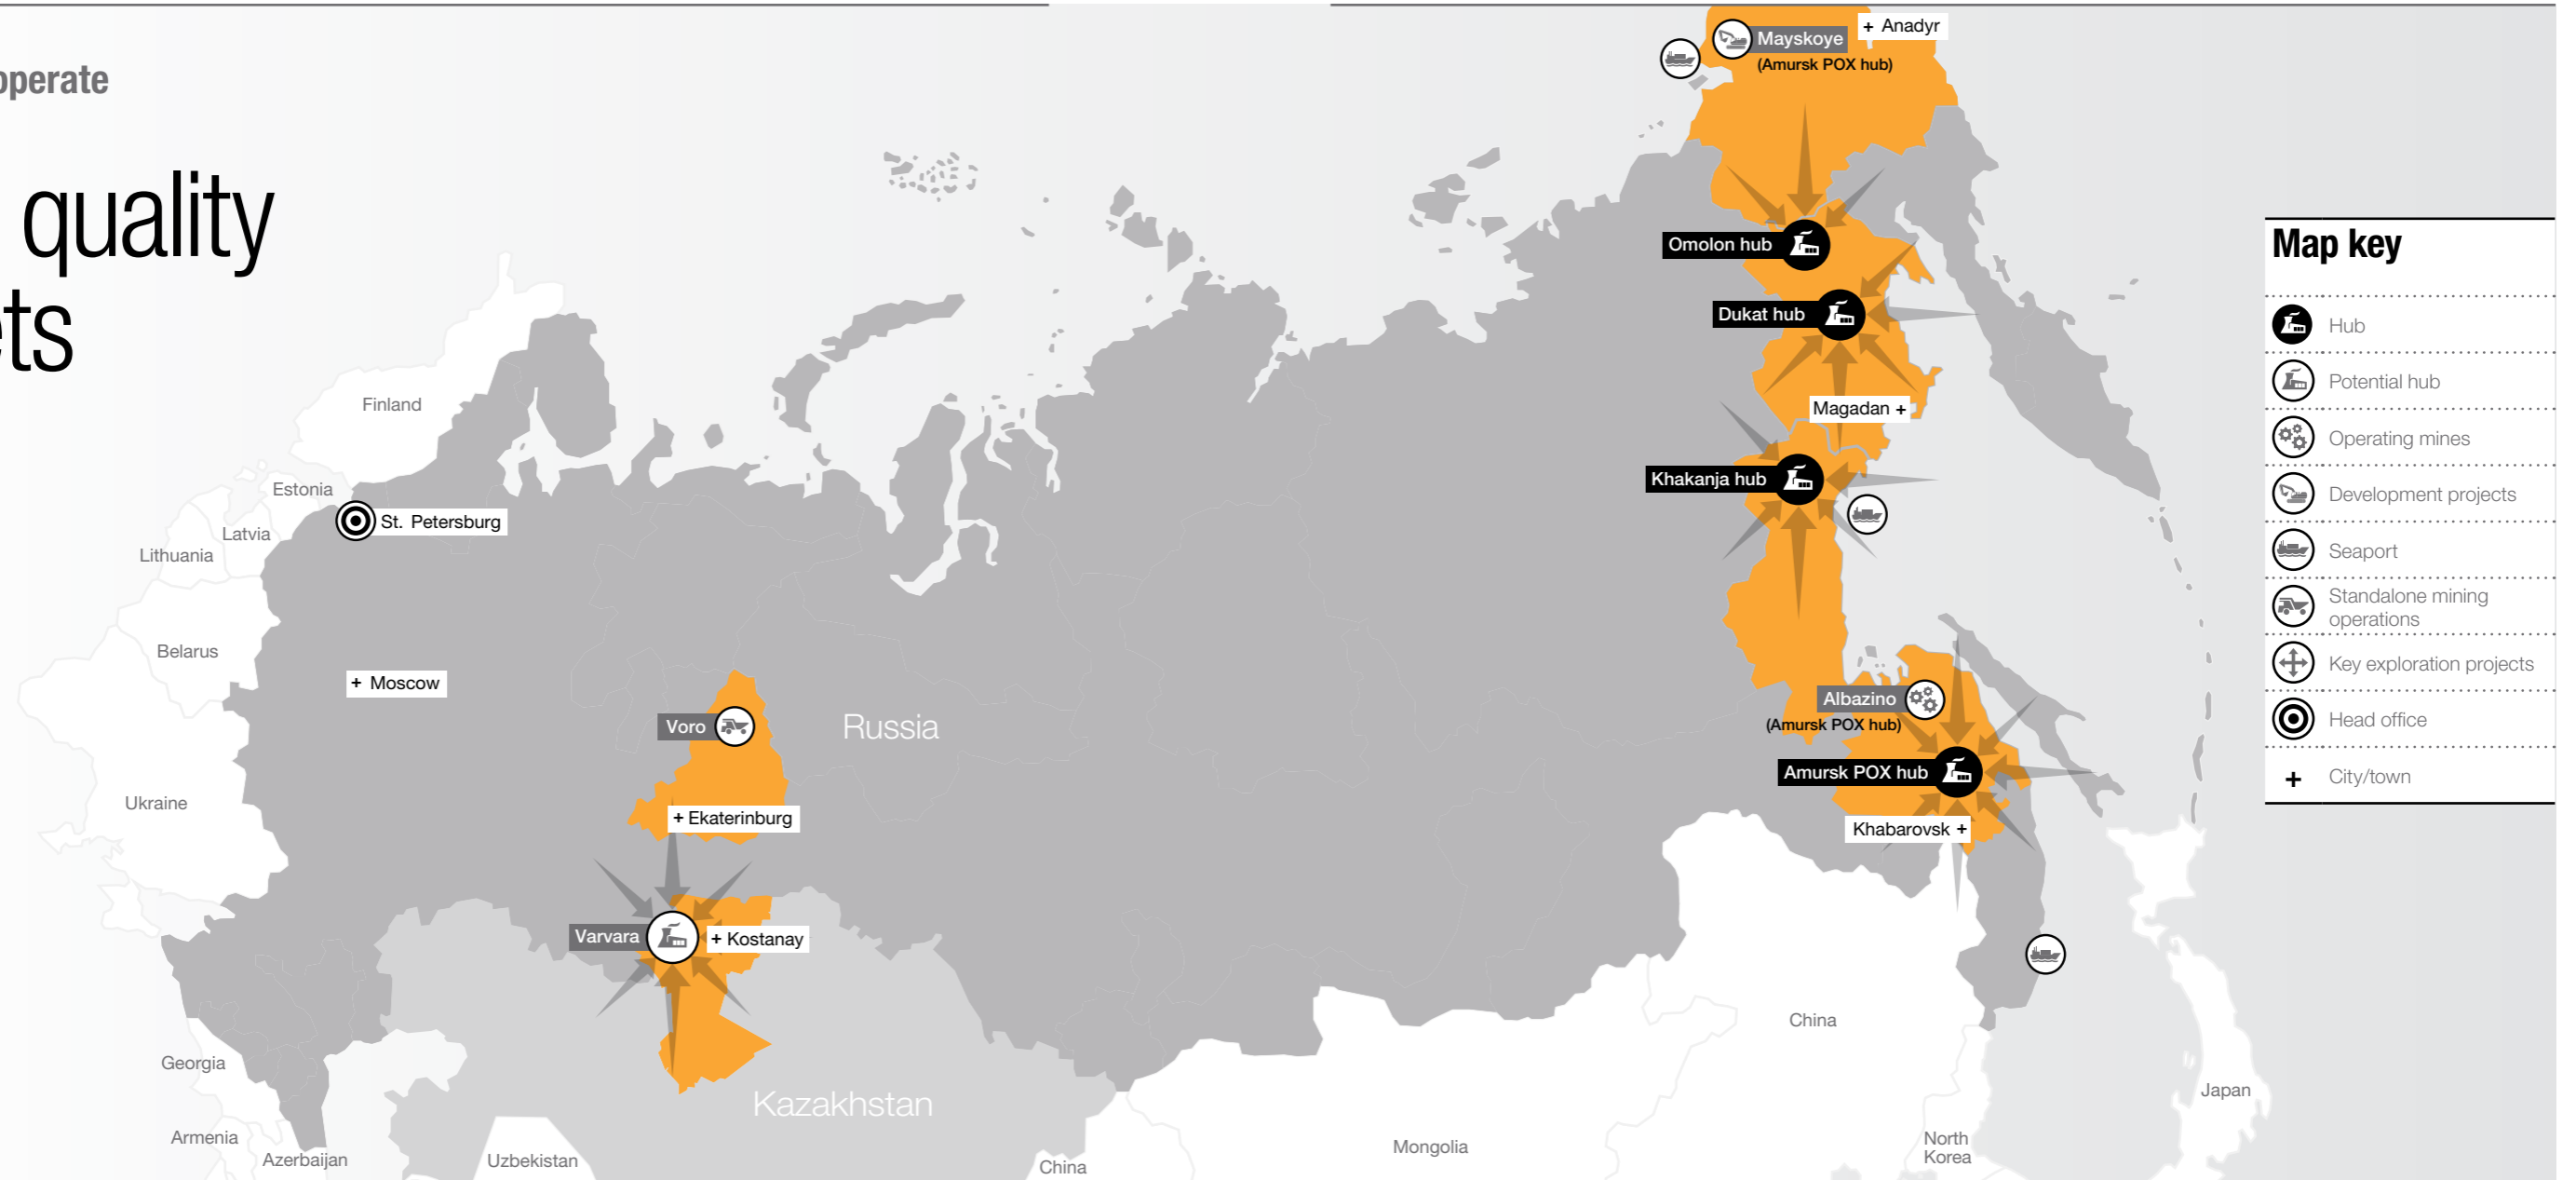 operate
quality
ets
Mayskoye
(Amursk POX hub)
+ Anadyr
Omolon hub
Dukat hub
Magadan +
Khakanja hub
Finland
Estonia
St. Petersburg
Latvia
Lithuania
Belarus
+ Moscow
Voro
Russia
Albazino
(Amursk POX hub)
Amursk POX hub
Ukraine
+ Ekaterinburg
Khabarovsk +
Varvara
+ Kostanay
Georgia
Kazakhstan
China
Japan
Armenia
Azerbaijan
Uzbekistan
China
Mongolia
North
Korea
Map key
Hub
Potential hub
Operating mines
Development projects
Seaport
Standalone mining
operations
Key exploration projects
Head office
+ City/town